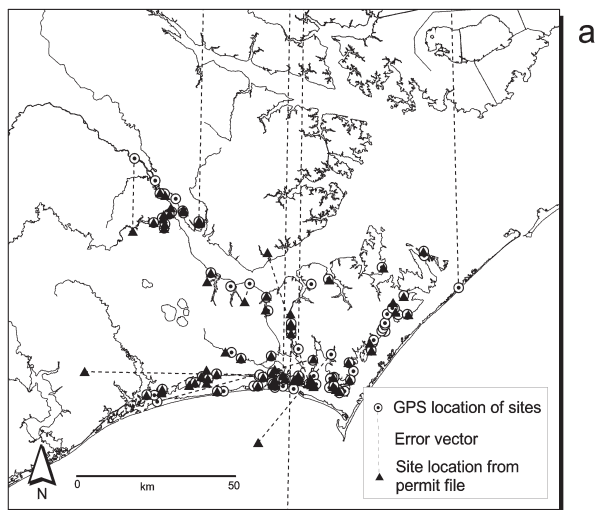 a
GPS location of sites
Error vector
Site location from
permit file
N
0 km 50